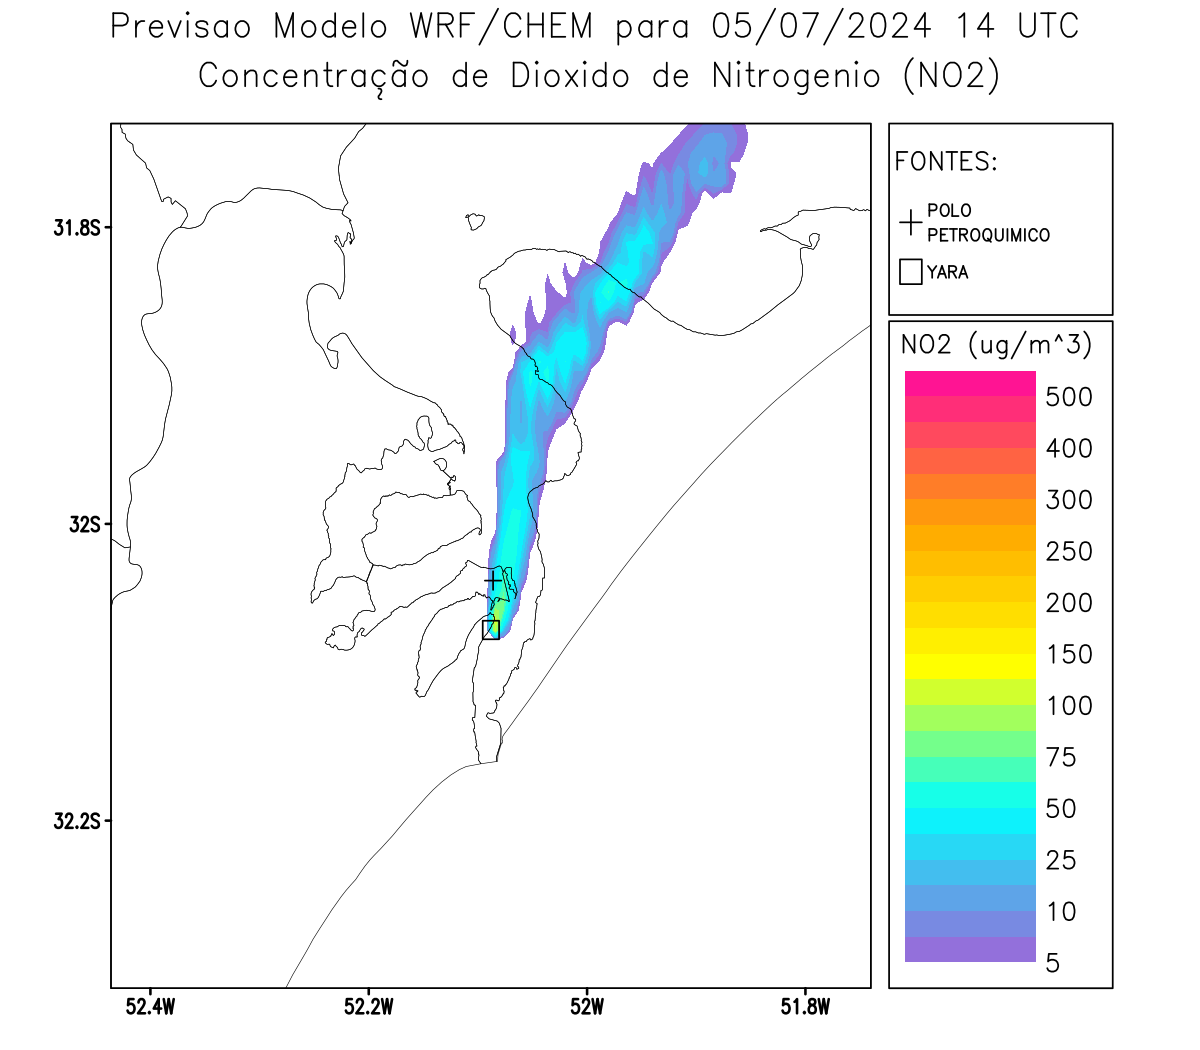 Previsao Modelo WRF/CHEM para 05/07/2024 14 UTC
Concentração de Dioxido de Nitrogenio (NO2)
FONTES:
POLO
PETROQUIMICO
YARA
NO2 (ug/m^3)
500
400
300
250
200
150
100
75
50
25
10
5
31.8S
32S
32.2S
52.4W
52.2W
52W
51.8W